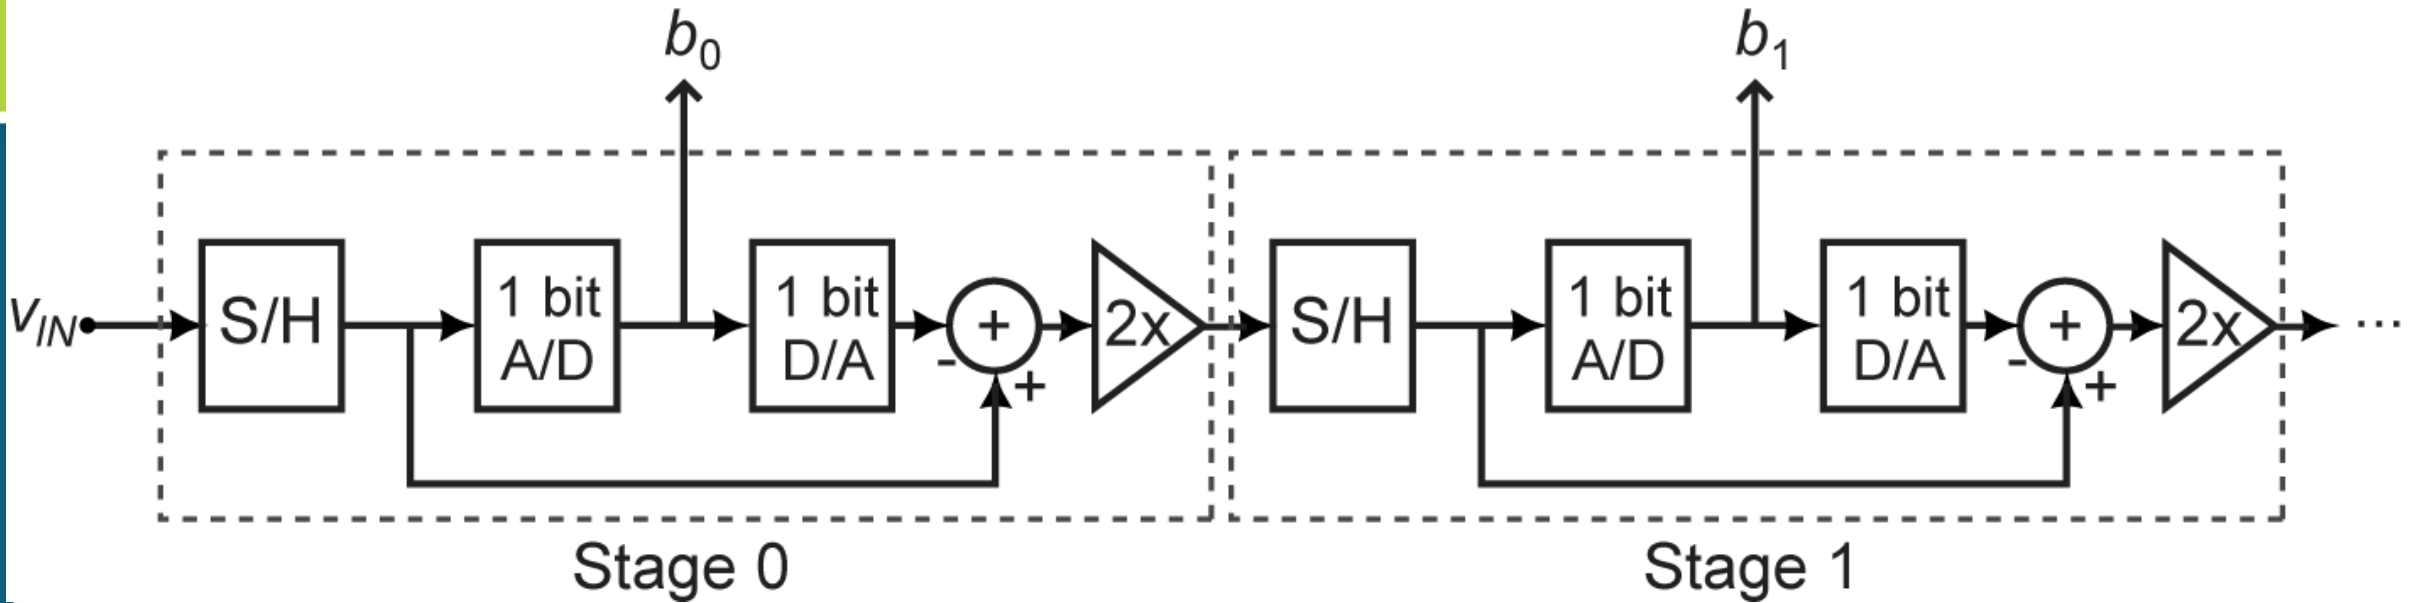 b0
b1
vIN
S/H
1 bit
A/D
1 bit
D/A
+
-
+
2x
S/H
1 bit
A/D
1 bit
D/A
+
-
+
2x
...
Stage 0
Stage 1